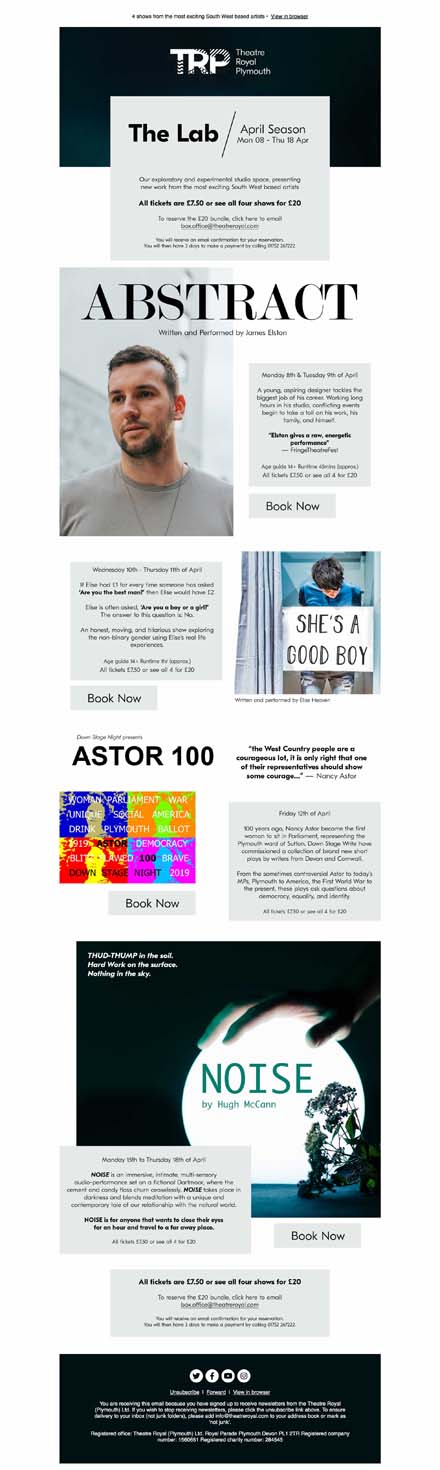 4 shows from the most exciting South West based artists - View in browser
TRP
Theatre
Royal
Plymouth
The Lab
April Season
Mon 08 - Thu 18 Apr
Our exploratory and experimental studio space, presenting
new work from the most exciting South West based artists
All tickets are £7.50 or see all four shows for £20
To reserve the £20 bundle, click here to email
box.office@theatreroyal.com
You will receive an email confirmation for your reservation.
You will then have 3 days to make a payment by calling 01752 267222.
ABSTRACT
Written and Performed by James Elston
Monday 8th & Tuesday 9th of April
A young, aspiring designer tackles the
biggest job of his career. Working long
hours in his studio, conflicting events
begin to take a toll on his work, his
family, and himself.
"Elston gives a raw, energetic
performance"
— FringeTheatreFest
Age guide 14+ Runtime 45mins (approx.)
All tickets £7.50 or see all 4 for £20
Book Now
Wednesday 10th - Thursday 11th of April
If Elise had £1 for every time someone has asked
'Are you the best man?' then Elise would have £2.
Elise is often asked, 'Are you a boy or a girl?'
The answer to this question is: No.
An honest, moving, and hilarious show exploring
the non-binary gender using Elise's real life
experiences.
Age guide 14+ Runtime 1hr (approx.)
All tickets £7.50 or see all 4 for £20
Book Now
SHE'S A
GOOD BOY
Written and performed by Elise Heaven
Down Stage Night presents
ASTOR 100
"the West Country people are a
courageous lot, it is only right that one
of their representatives should show
some courage..." — Nancy Astor
WOMAN PARLIAMENT WAR
UNIQUE SOCIAL AMERICA
DRINK PLYMOUTH BALLOT
1919 ASTOR DEMOCRACY
BLITZ FLAWED 100 BRAVE
DOWN STAGE NIGHT 2019
Book Now
Friday 12th of April
100 years ago, Nancy Astor became the first
woman to sit in Parliament, representing the
Plymouth ward of Sutton. Down Stage Write have
commissioned a collection of brand new short
plays by writers from Devon and Cornwall.
From the sometimes controversial Astor to today's
MPs, Plymouth to America, the First World War to
the present, these plays ask questions about
democracy, equality, and identity.
All tickets £7.50 or see all 4 for £20
THUD-THUMP in the soil.
Hard Work on the surface.
Nothing in the sky.
NOISE
by Hugh McCann
Monday 15th to Thursday 18th of April
NOISE is an immersive, intimate, multi-sensory
audio-performance set on a fictional Dartmoor, where the
cement and candy floss churn ceaselessly. NOISE takes place in
darkness and blends meditation with a unique and
contemporary tale of our relationship with the natural world.
NOISE is for anyone that wants to close their eyes
for an hour and travel to a far away place.
All tickets £7.50 or see all 4 for £20
Book Now
All tickets are £7.50 or see all four shows for £20
To reserve the £20 bundle, click here to email
box.office@theatreroyal.com
You will receive an email confirmation for your reservation.
You will then have 3 days to make a payment by calling 01752 267222.
Unsubscribe | Forward | View in browser
You are receiving this email because you have signed up to receive newsletters from the Theatre Royal
(Plymouth) Ltd. If you wish to stop receiving newsletters, please click the unsubscribe link above. To ensure
delivery to your inbox (not junk folders), please add info@theatreroyal.com to your address book or mark as
'not junk'.
Registered office: Theatre Royal (Plymouth) Ltd. Royal Parade Plymouth Devon PL1 2TR Registered company
number: 1560651 Registered charity number: 284545